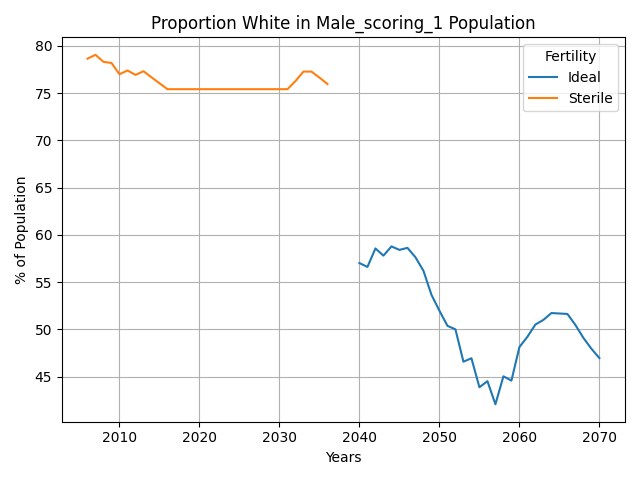 Proportion White in Male_scoring_1 Population
Fertility
Ideal
Sterile
% of Population
80
75
70
65
60
55
50
45
2010 2020 2030 2040 2050 2060 2070
Years